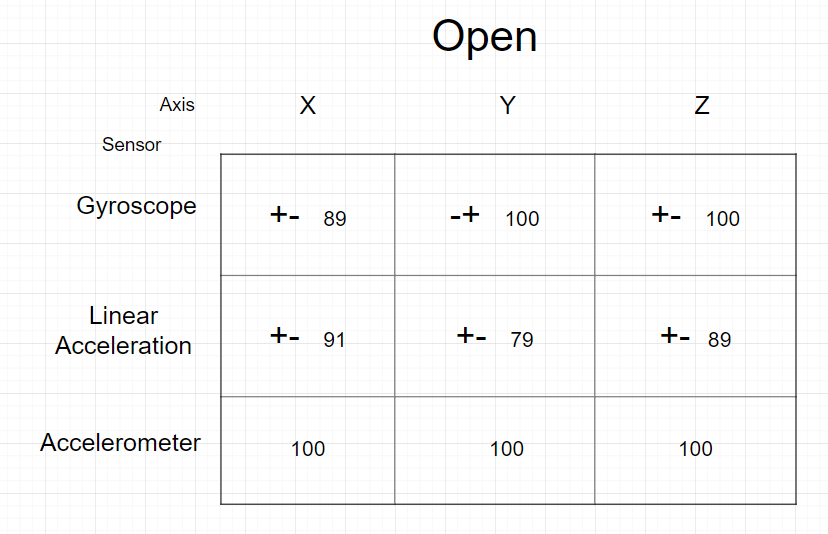 Open
Axis X Y Z
Sensor
Gyroscope +- 89 -+ 100 +- 100
Linear
Acceleration +- 91 +- 79 +- 89
Accelerometer 100 100 100